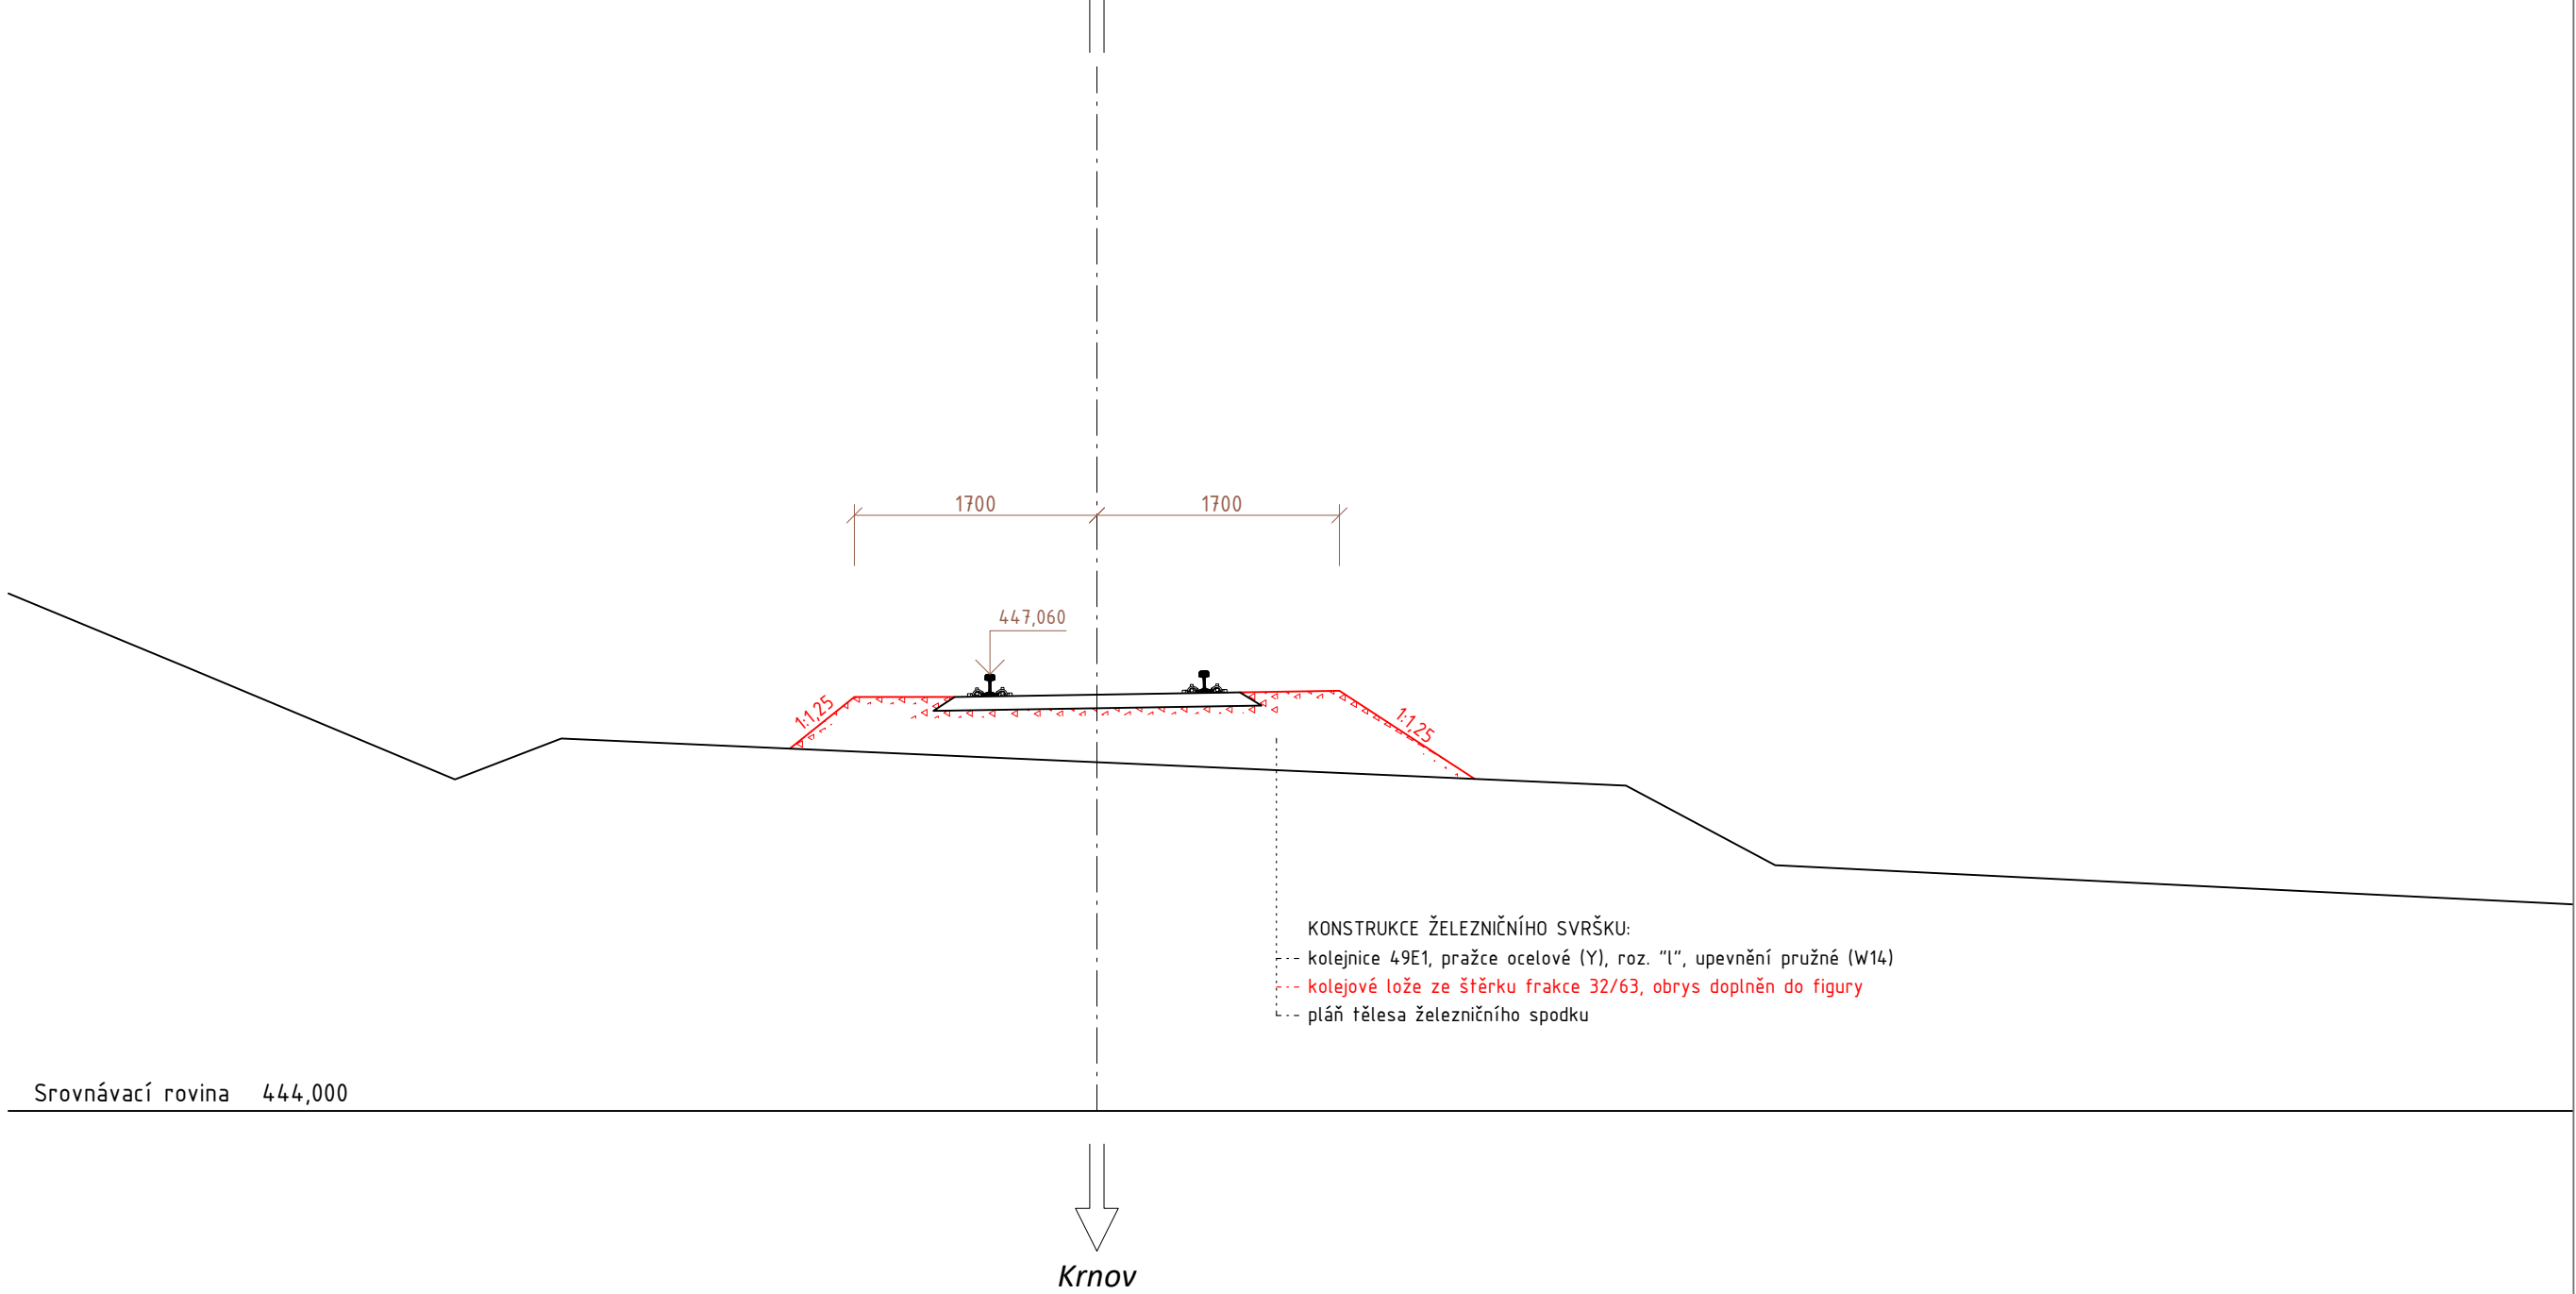 1700
1700
447,060
1:1,25
1:1,25
KONSTRUKCE ŽELEZNIČNÍHO SVRŠKU:
kolejnice 49E1, pražce ocelové (Y), roz. "l", upevnění pružné (W14)
kolejové lože ze štěrku frakce 32/63, obrys doplněn do figury
pláň tělesa železničního spodku
Srovnávací rovina 444,000
Krnov